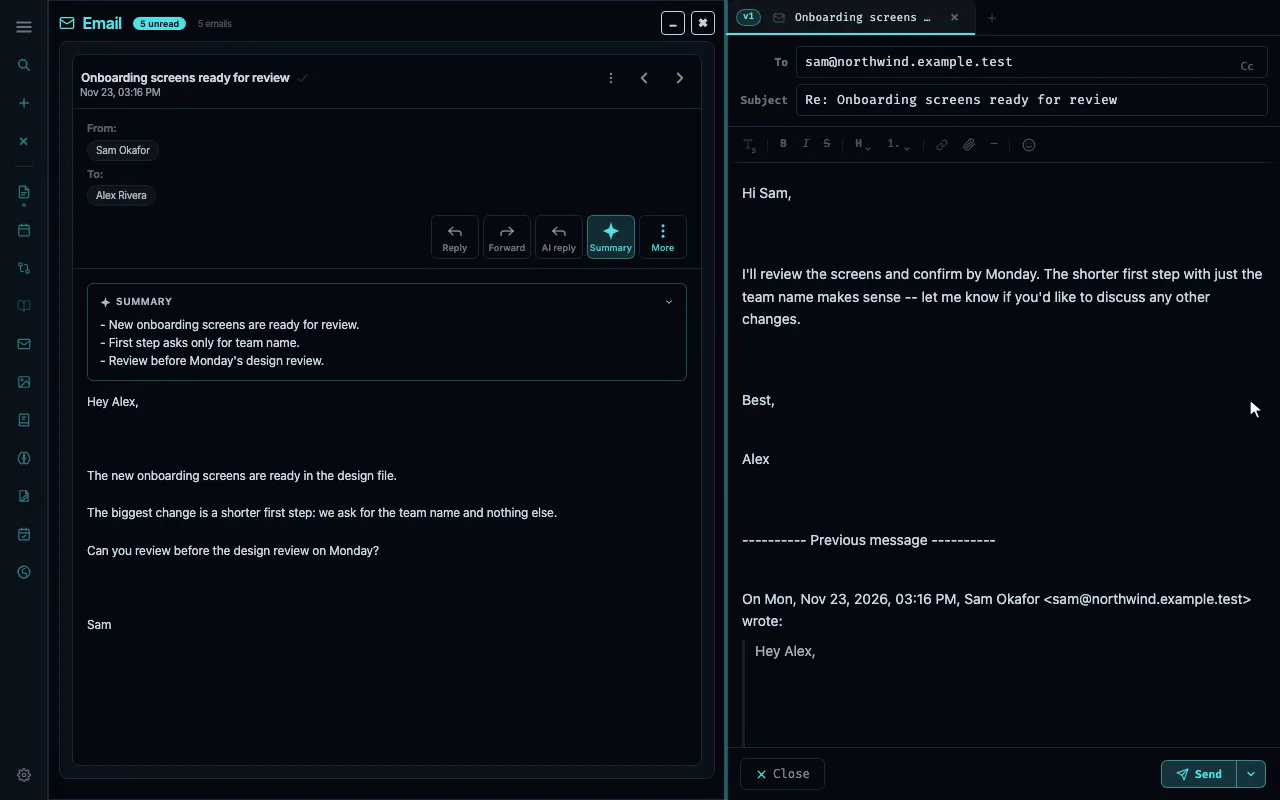 Email
5 unread
5 emails
Onboarding screens ready for review
Nov 23, 03:16 PM
From:
Sam Okafor
To:
Alex Rivera
Reply
Forward
AI reply
Summary
More
SUMMARY
- New onboarding screens are ready for review.
- First step asks only for team name.
- Review before Monday's design review.
Hey Alex,
The new onboarding screens are ready in the design file.
The biggest change is a shorter first step: we ask for the team name and nothing else.
Can you review before the design review on Monday?
Sam
v1
Onboarding screens …
To
sam@northwind.example.test
Cc
Subject
Re: Onboarding screens ready for review
B I S H 1.
Hi Sam,
I'll review the screens and confirm by Monday. The shorter first step with just the
team name makes sense -- let me know if you'd like to discuss any other
changes.
Best,
Alex
---------- Previous message ----------
On Mon, Nov 23, 2026, 03:16 PM, Sam Okafor <sam@northwind.example.test>
wrote:
Hey Alex,
Close
Send